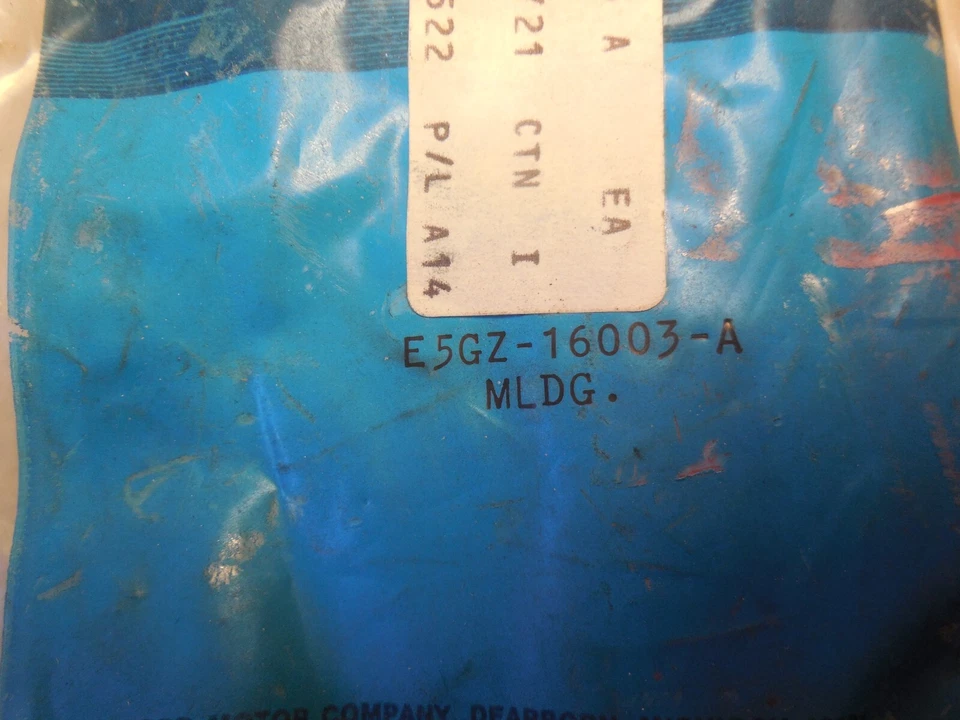 A
EA
721 CTN I
522 P/L A14
E5GZ-16003-A
MLDG.
MOTOR COMPANY, DEARBORN,